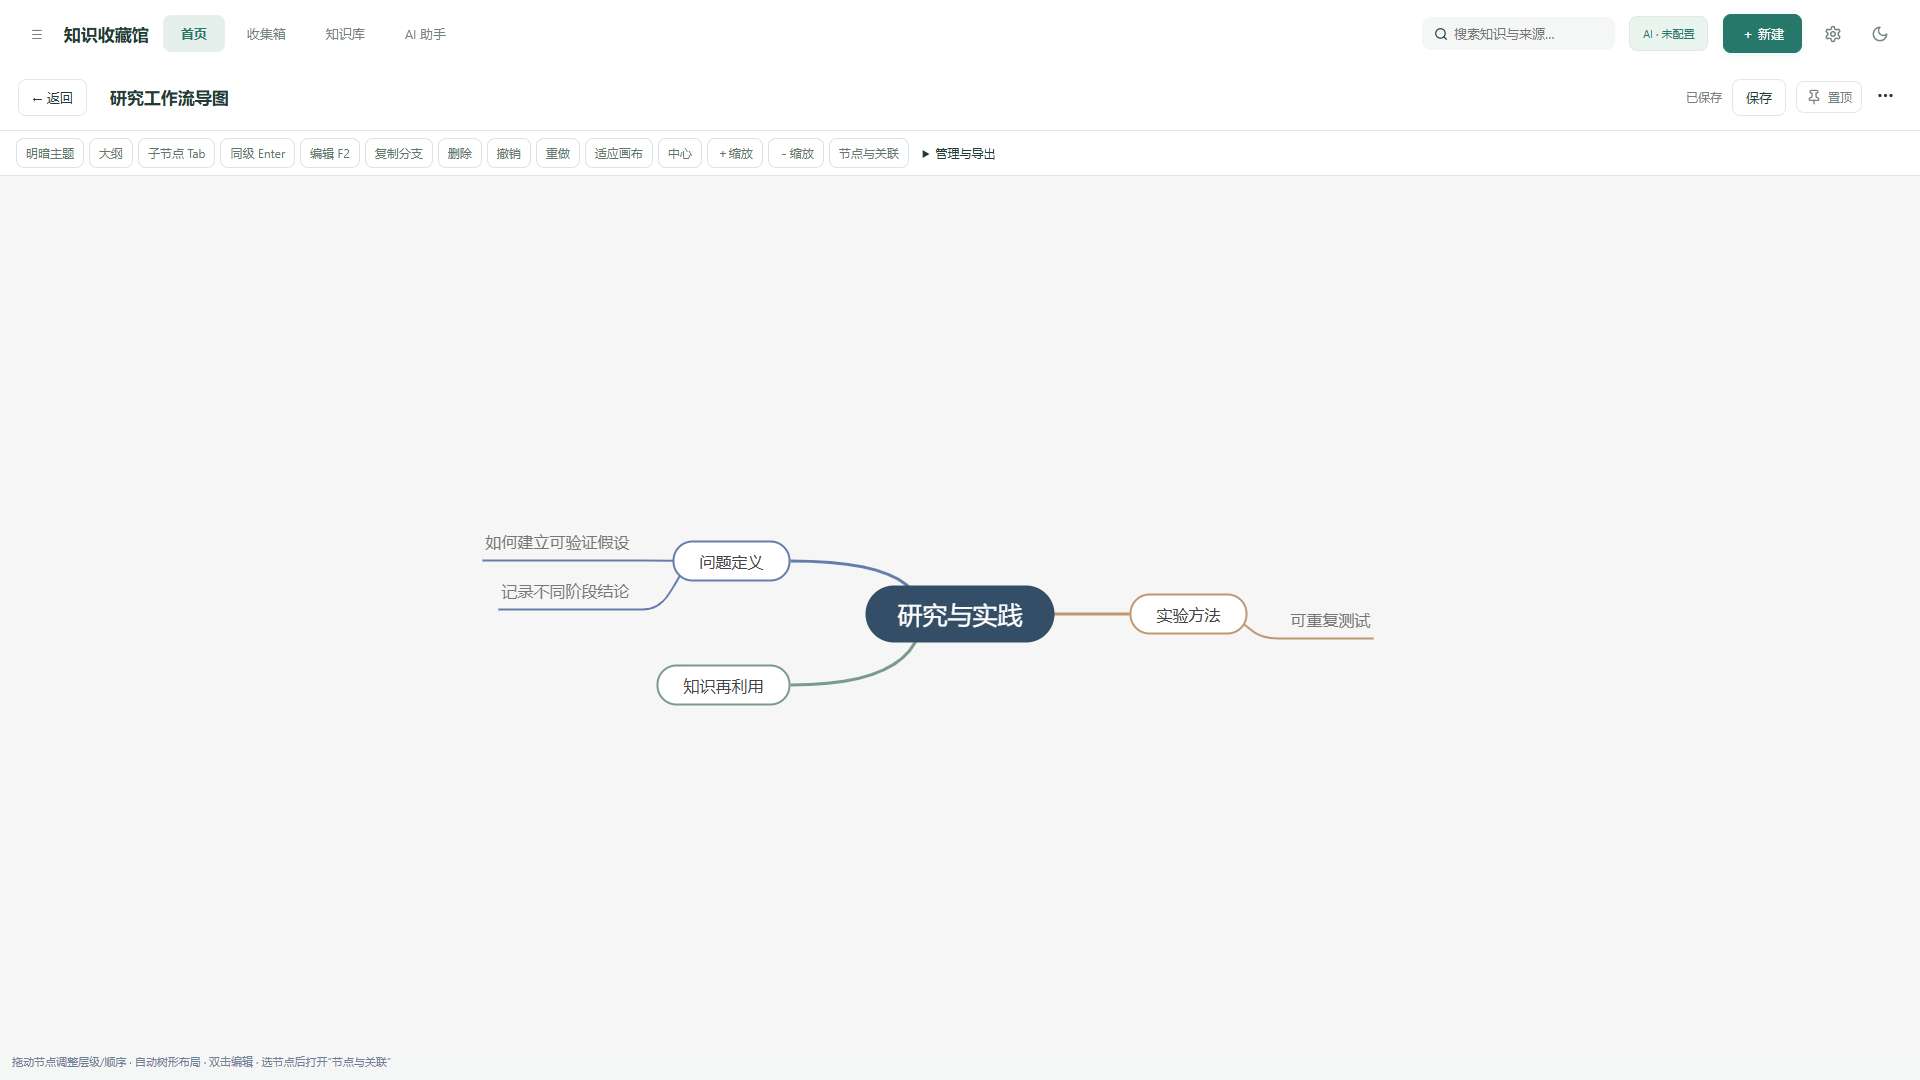 知识收藏馆
首页
收集箱
知识库
AI 助手
搜索知识与来源...
AI · 未配置
+ 新建
← 返回
研究工作流导图
已保存
保存
置顶
明暗主题
大纲
子节点 Tab
同级 Enter
编辑 F2
复制分支
删除
撤销
重做
适应画布
中心
+ 缩放
- 缩放
节点与关联
▶ 管理与导出
如何建立可验证假设
问题定义
记录不同阶段结论
研究与实践
实验方法
可重复测试
知识再利用
拖动节点调整层级/顺序 · 自动树形布局 · 双击编辑 · 选节点后打开“节点与关联”